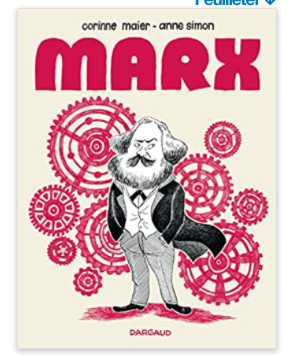 Feuilleter
corinne maier - anne simon
MARX
DARGAUD